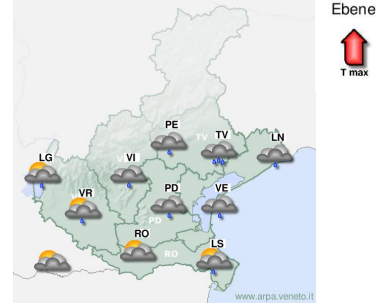 Ebene
T max
PE
TV
TV
LN
LG
VI
V
VR
VR
PD
VE
PD
RO
RO
LS
www.arpa.veneto.it